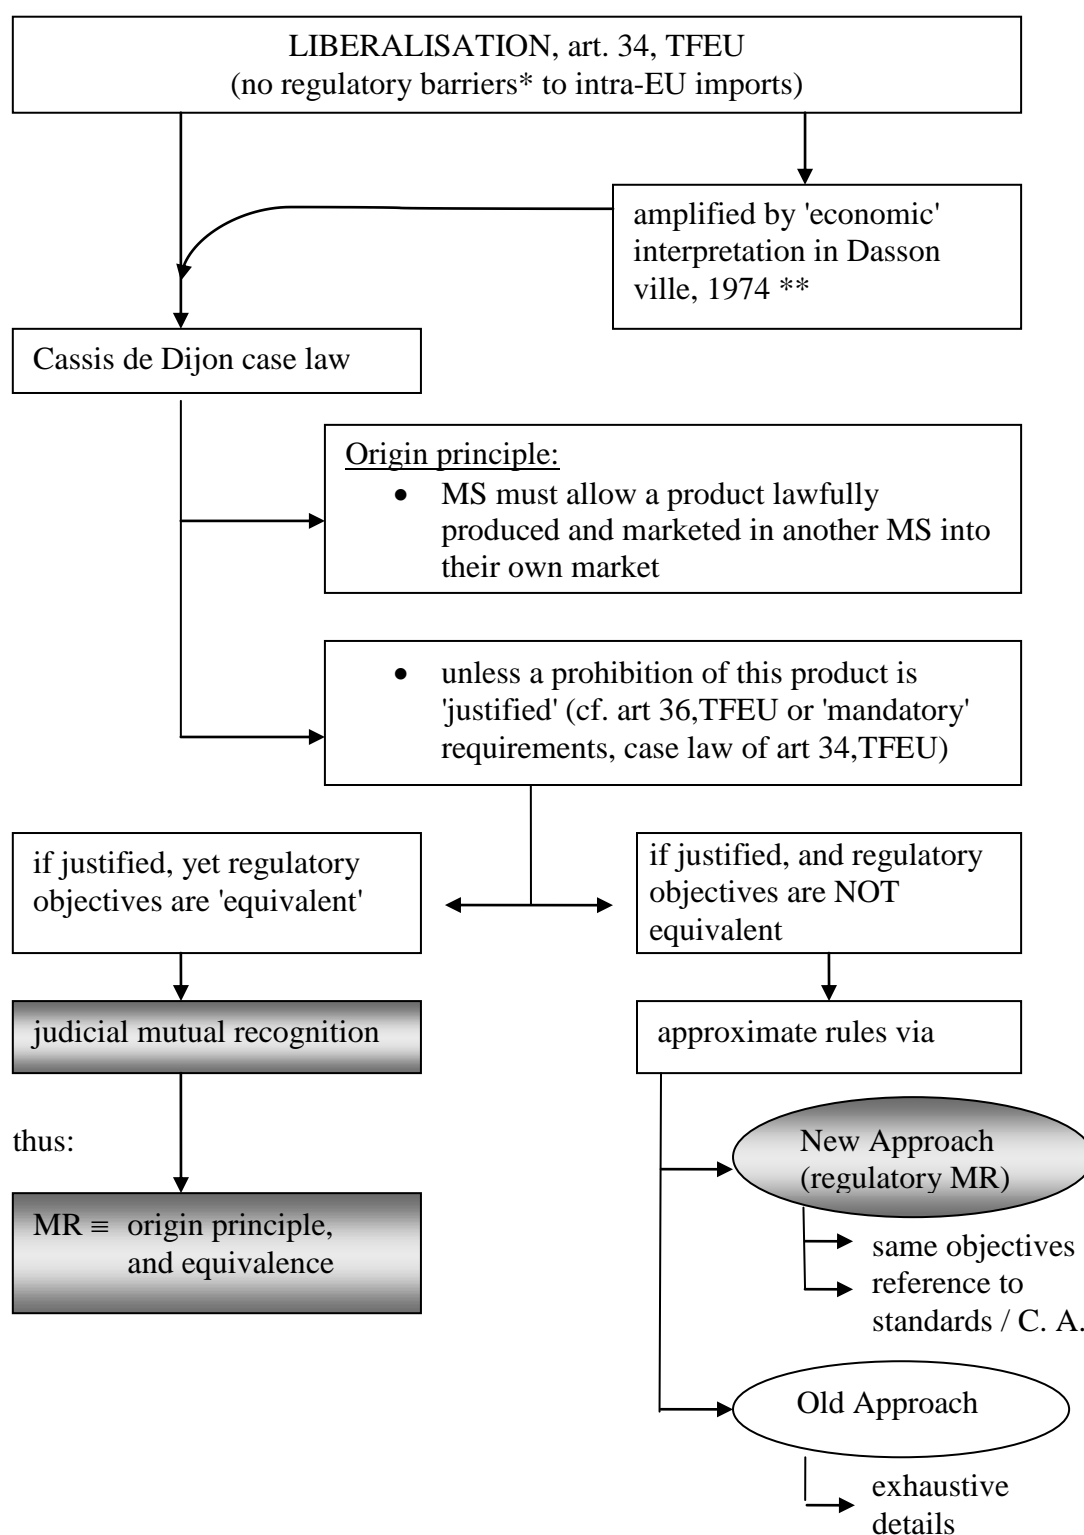 LIBERALISATION, art. 34, TFEU
(no regulatory barriers* to intra-EU imports)
amplified by 'economic'
interpretation in Dasson
ville, 1974 **
Cassis de Dijon case law
Origin principle:
• MS must allow a product lawfully
produced and marketed in another MS into
their own market
• unless a prohibition of this product is
'justified' (cf. art 36,TFEU or 'mandatory'
requirements, case law of art 34,TFEU)
if justified, yet regulatory
objectives are 'equivalent'
if justified, and regulatory
objectives are NOT
equivalent
judicial mutual recognition
approximate rules via
thus:
MR ≡ origin principle,
and equivalence
New Approach
(regulatory MR)
same objectives
reference to
standards / C. A.
Old Approach
exhaustive
details